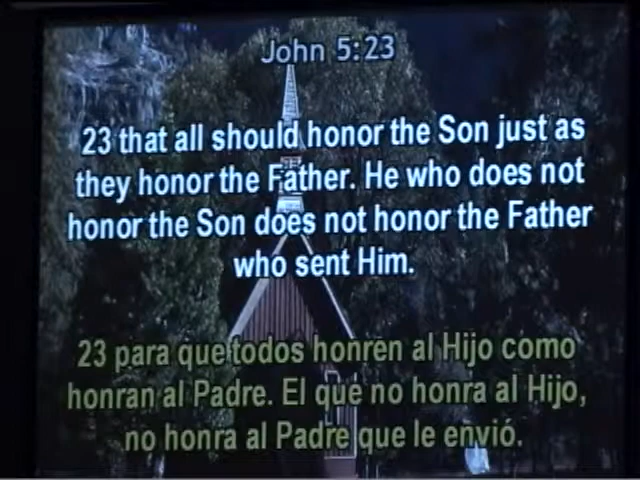 John 5:23
23 that all should honor the Son just as
they honor the Father. He who does not
honor the Son does not honor the Father
who sent Him.
23 para que todos honren al Hijo como
honran al Padre. El que no honra al Hijo,
no honra al Padre que le envió.